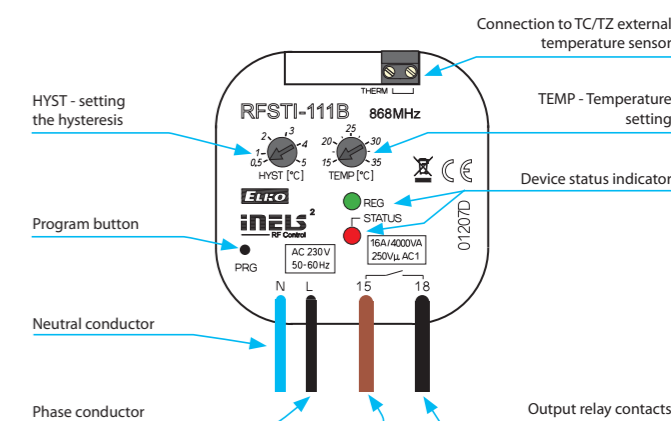 Connection to TC/TZ external
temperature sensor
THERM
HYST - setting
the hysteresis
RFSTI-111B 868MHz
TEMP - Temperature
setting
0,5 1 2 3 4 5
HYST [°C]
15 20 25 30 35
TEMP [°C]
CE
Device status indicator
ELKO
REG
STATUS
iNELS²
RF Control
01207D
Program button
PRG
AC 230V
50-60Hz
16A/4000VA
250Vµ AC1
N L 15 18
Neutral conductor
Phase conductor
Output relay contacts